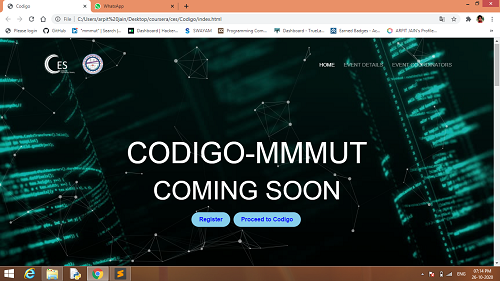 Codigo
WhatsApp
File
C:/Users/arpit%20jain/Desktop/coursera/ces/Codigo/index.html
Please login
GitHub
"mmmut" | Search |...
Dashboard | Hacker...
SWAYAM
Programming Com...
Dashboard – TrueLa...
Earned Badges - Ac...
ARPIT JAIN's Profile...
CES
HOME
EVENT DETAILS
EVENT COORDINATORS
CODIGO-MMMUT
COMING SOON
Register
Proceed to Codigo
ENG
07:14 PM
26-10-2020